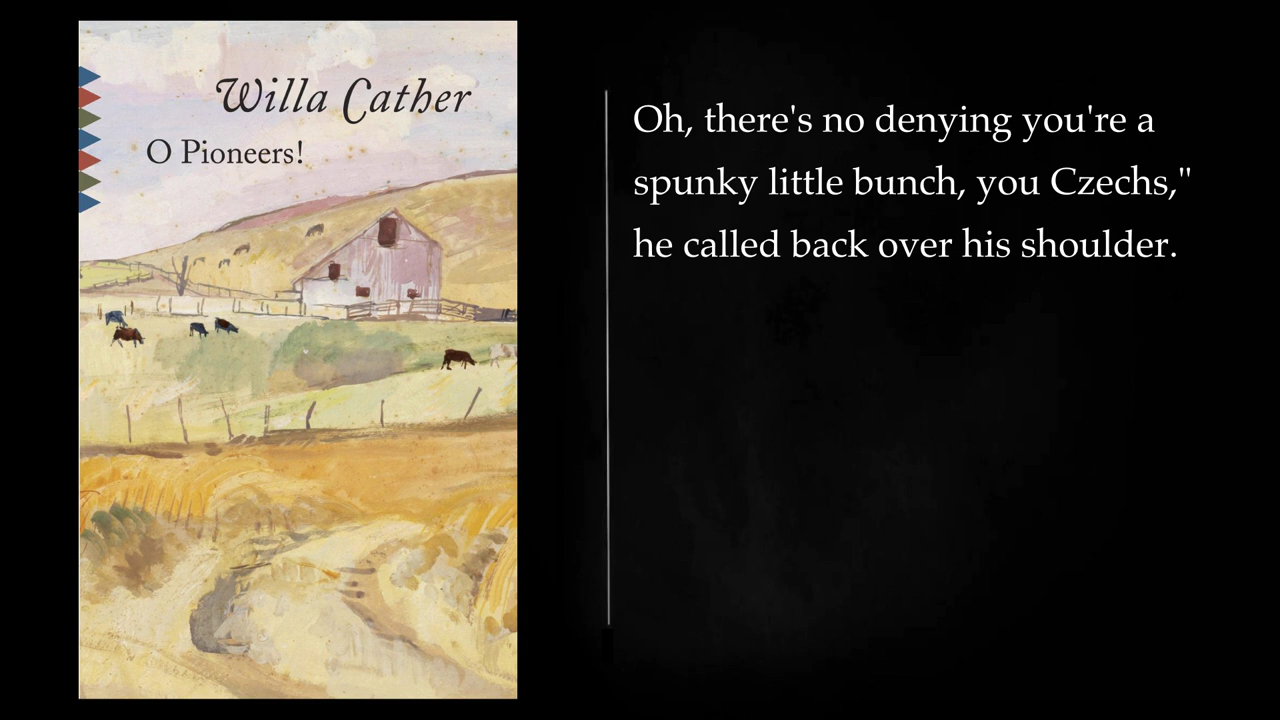 Willa Cather
O Pioneers!
Oh, there's no denying you're a
spunky little bunch, you Czechs,"
he called back over his shoulder.